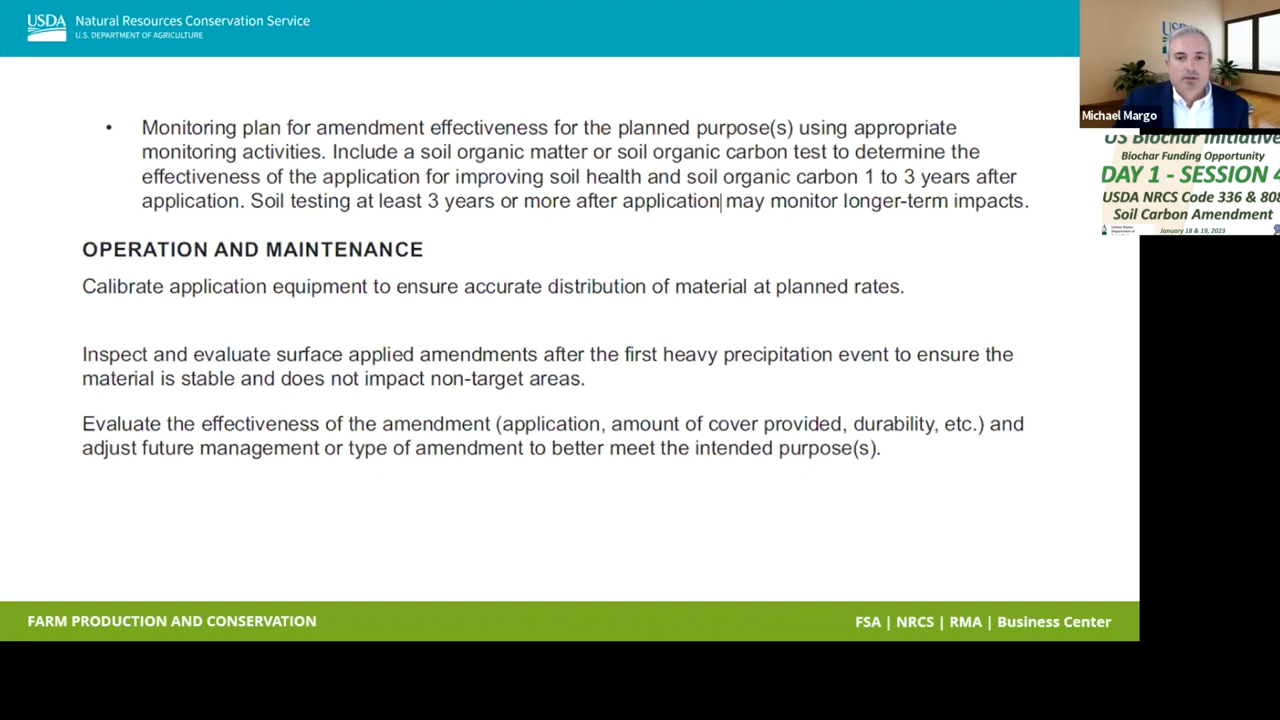 USDA Natural Resources Conservation Service
U.S. DEPARTMENT OF AGRICULTURE
• Monitoring plan for amendment effectiveness for the planned purpose(s) using appropriate
monitoring activities. Include a soil organic matter or soil organic carbon test to determine the
effectiveness of the application for improving soil health and soil organic carbon 1 to 3 years after
application. Soil testing at least 3 years or more after application may monitor longer-term impacts.
OPERATION AND MAINTENANCE
Calibrate application equipment to ensure accurate distribution of material at planned rates.
Inspect and evaluate surface applied amendments after the first heavy precipitation event to ensure the
material is stable and does not impact non-target areas.
Evaluate the effectiveness of the amendment (application, amount of cover provided, durability, etc.) and
adjust future management or type of amendment to better meet the intended purpose(s).
FARM PRODUCTION AND CONSERVATION
FSA | NRCS | RMA | Business Center
Michael Margo
US Biochar Initiative
Biochar Funding Opportunity
DAY 1 - SESSION 4
USDA NRCS Code 336 & 808
Soil Carbon Amendment
January 18 & 19, 2023